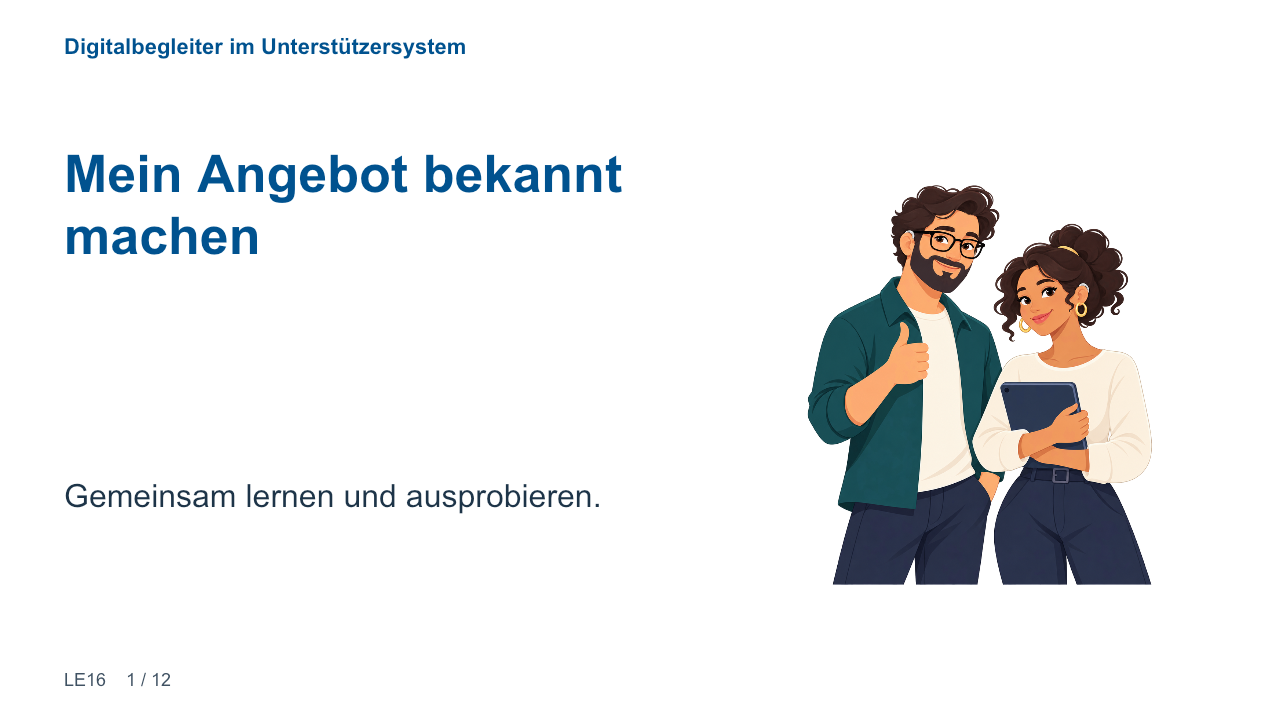 Digitalbegleiter im Unterstützersystem
Mein Angebot bekannt
machen
Gemeinsam lernen und ausprobieren.
LE16 1 / 12